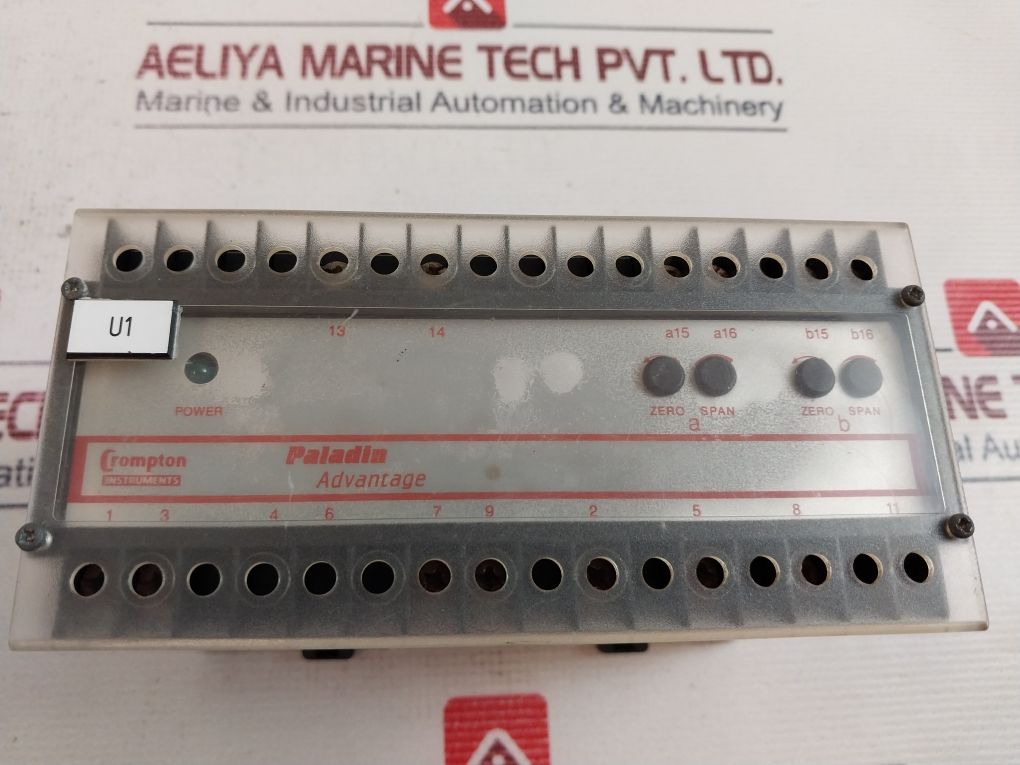 AELIYA MARINE TECH PVT. LTD.
Marine & Industrial Automation & Machinery
U1
13 14 a15 a16 b15 b16
POWER ZERO SPAN ZERO SPAN
a b
Crompton Paladin
INSTRUMENTS Advantage
1 3 4 6 7 9 2 5 8 11